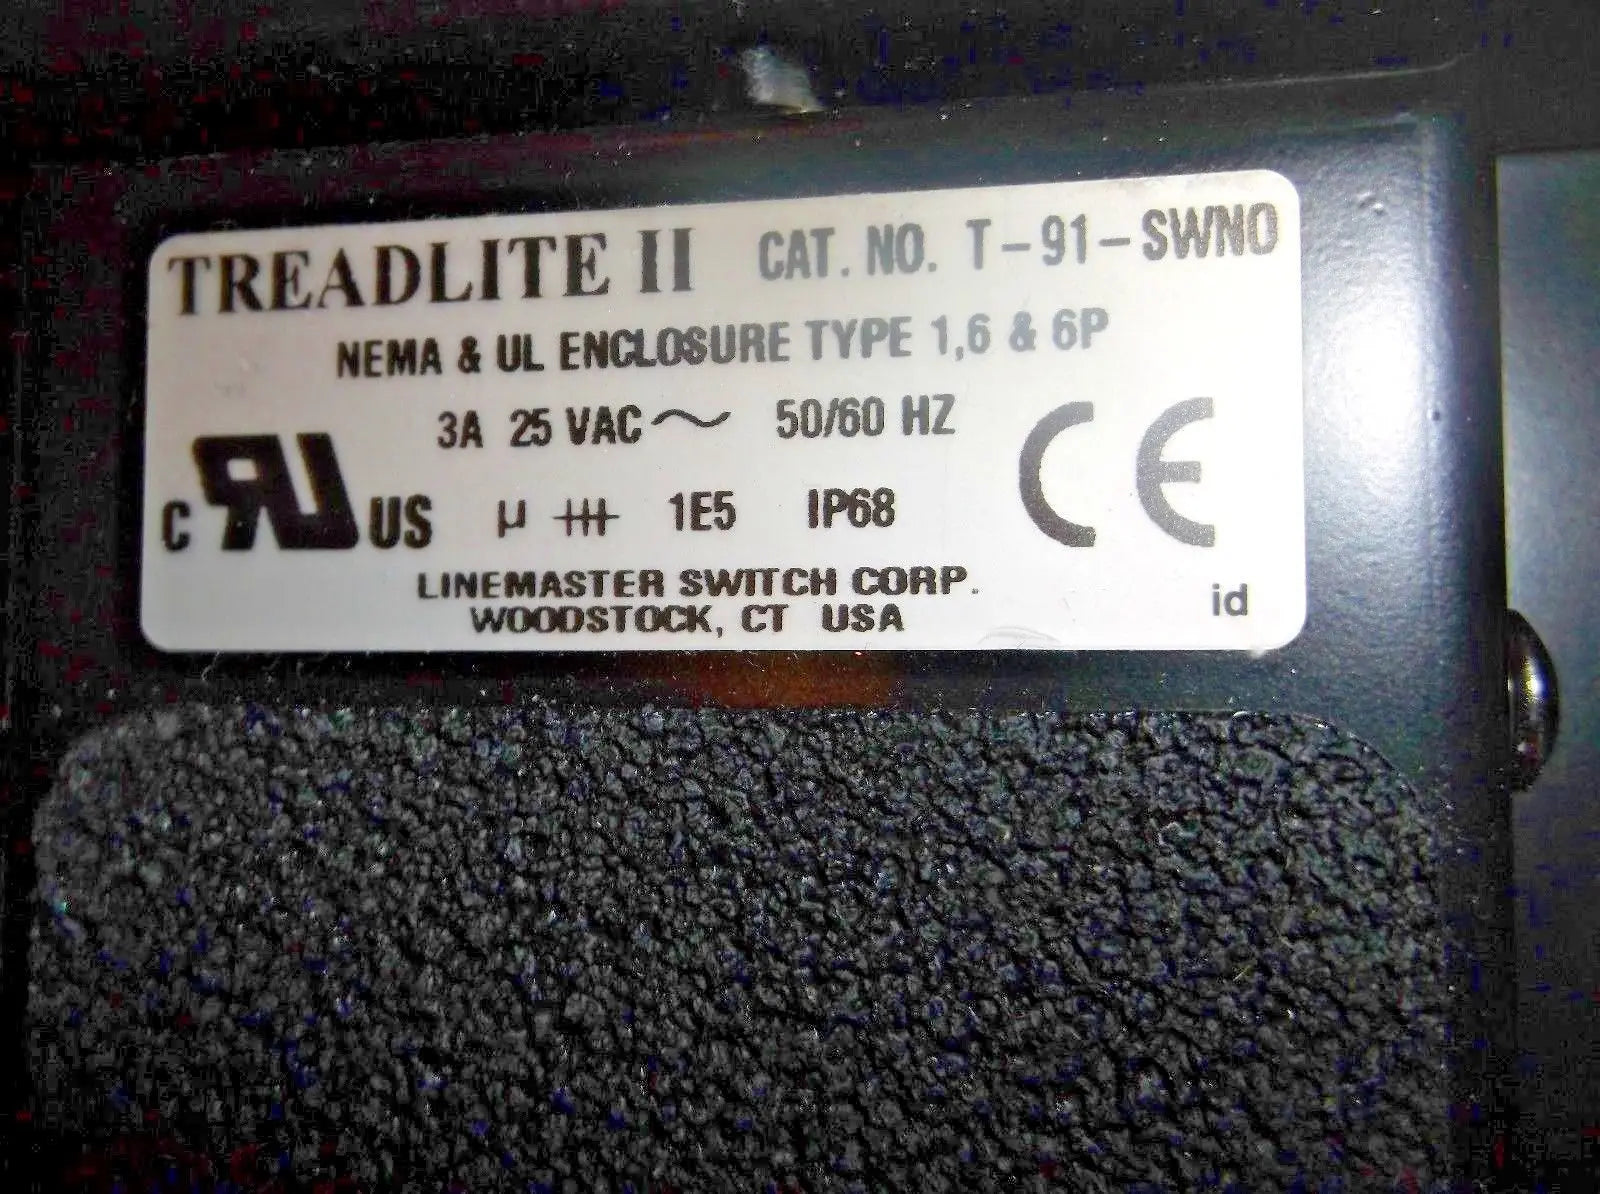 TREADLITE II CAT. NO. T-91-SWNO
NEMA & UL ENCLOSURE TYPE 1,6 & 6P
3A 25 VAC ~ 50/60 HZ
C RU US µ 1E5 IP68 CE
LINEMASTER SWITCH CORP.
WOODSTOCK, CT USA
id